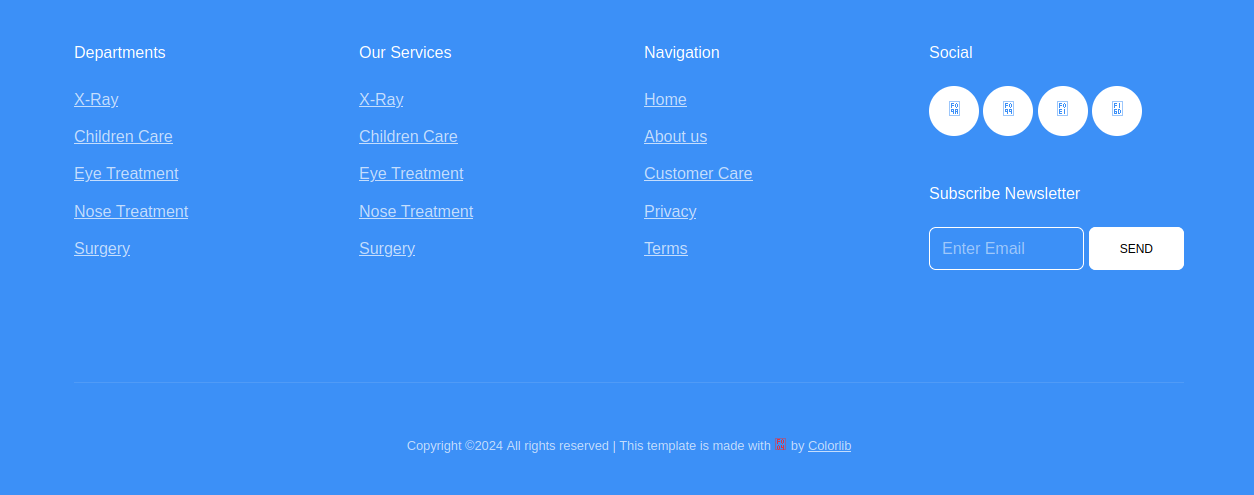 Departments
X-Ray
Children Care
Eye Treatment
Nose Treatment
Surgery
Our Services
X-Ray
Children Care
Eye Treatment
Nose Treatment
Surgery
Navigation
Home
About us
Customer Care
Privacy
Terms
Social
Subscribe Newsletter
Enter Email
SEND
Copyright ©2024 All rights reserved | This template is made with by Colorlib